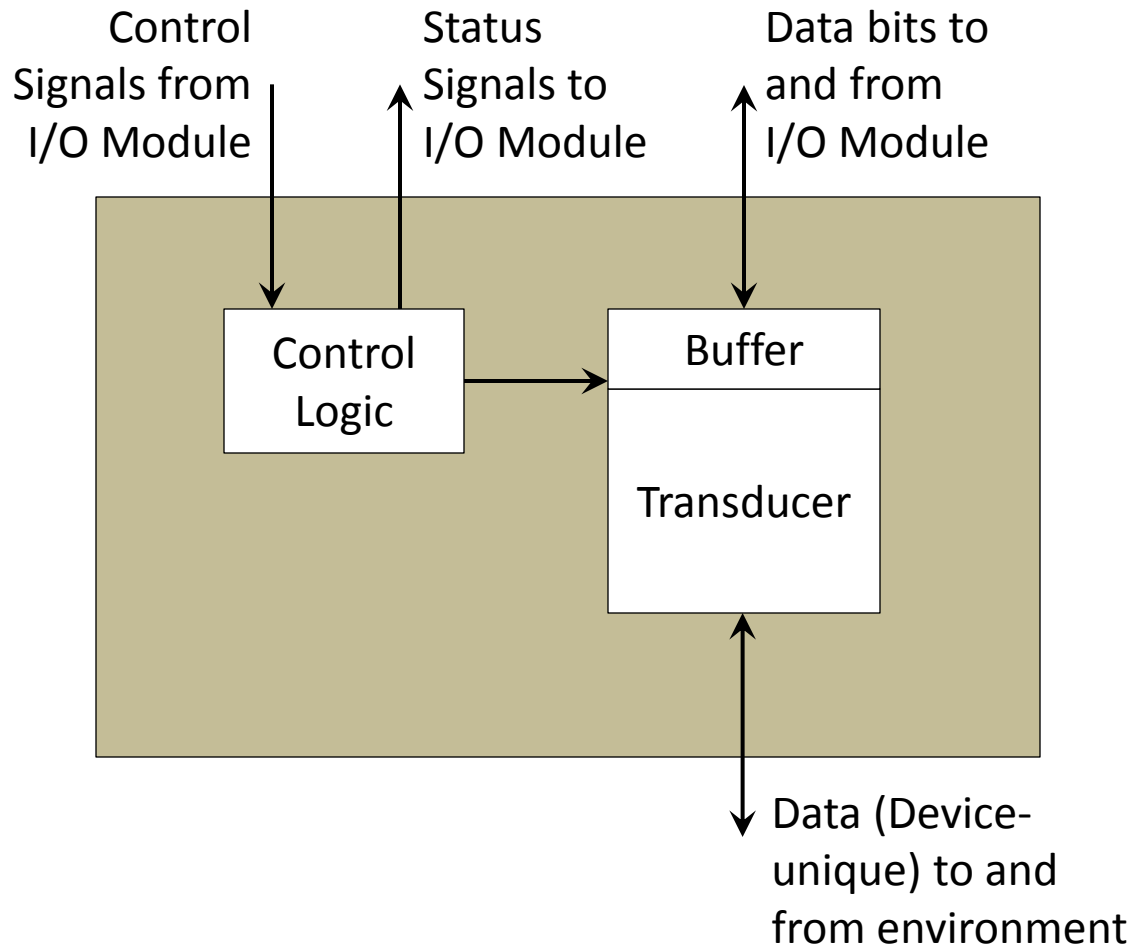 Control
Signals from
I/O Module
Status
Signals to
I/O Module
Data bits to
and from
I/O Module
Control
Logic
Buffer
Transducer
Data (Device-
unique) to and
from environment